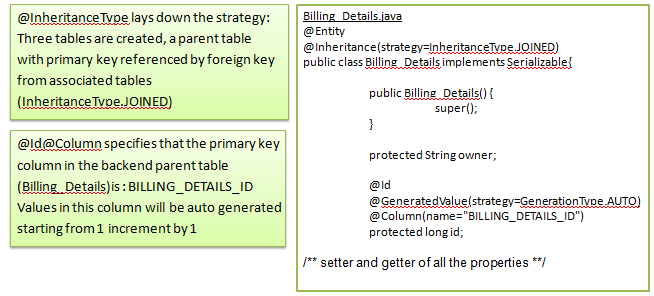 @InheritanceType lays down the strategy:
Three tables are created, a parent table
with primary key referenced by foreign key
from associated tables
(InheritanceType.JOINED)
@Id@Column specifies that the primary key
column in the backend parent table
(Billing_Details)is : BILLING_DETAILS_ID
Values in this column will be auto generated
starting from 1 increment by 1
Billing_Details.java
@Entity
@Inheritance(strategy=InheritanceType.JOINED)
public class Billing_Details implements Serializable{
public Billing_Details() {
super();
}
protected String owner;
@Id
@GeneratedValue(strategy=GenerationType.AUTO)
@Column(name="BILLING_DETAILS_ID")
protected long id;
/** setter and getter of all the properties **/